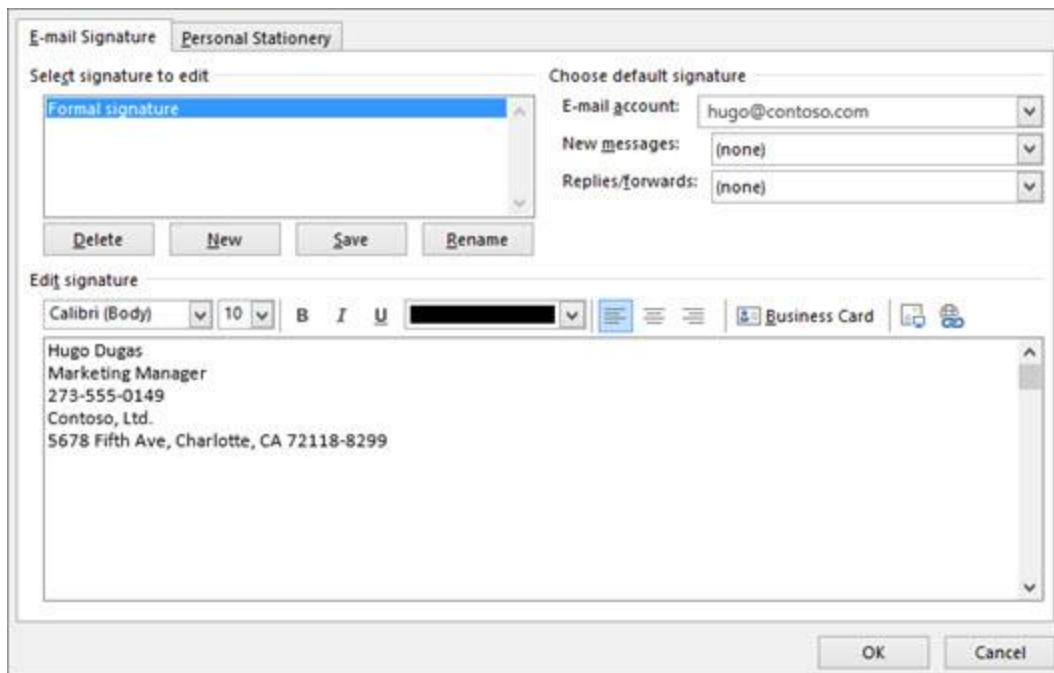 E-mail Signature
Personal Stationery
Select signature to edit
Choose default signature
Formal signature
E-mail account:
hugo@contoso.com
New messages:
(none)
Replies/forwards:
(none)
Delete
New
Save
Rename
Edit signature
Calibri (Body)
10
B
I
U
Business Card
Hugo Dugas
Marketing Manager
273-555-0149
Contoso, Ltd.
5678 Fifth Ave, Charlotte, CA 72118-8299
OK
Cancel